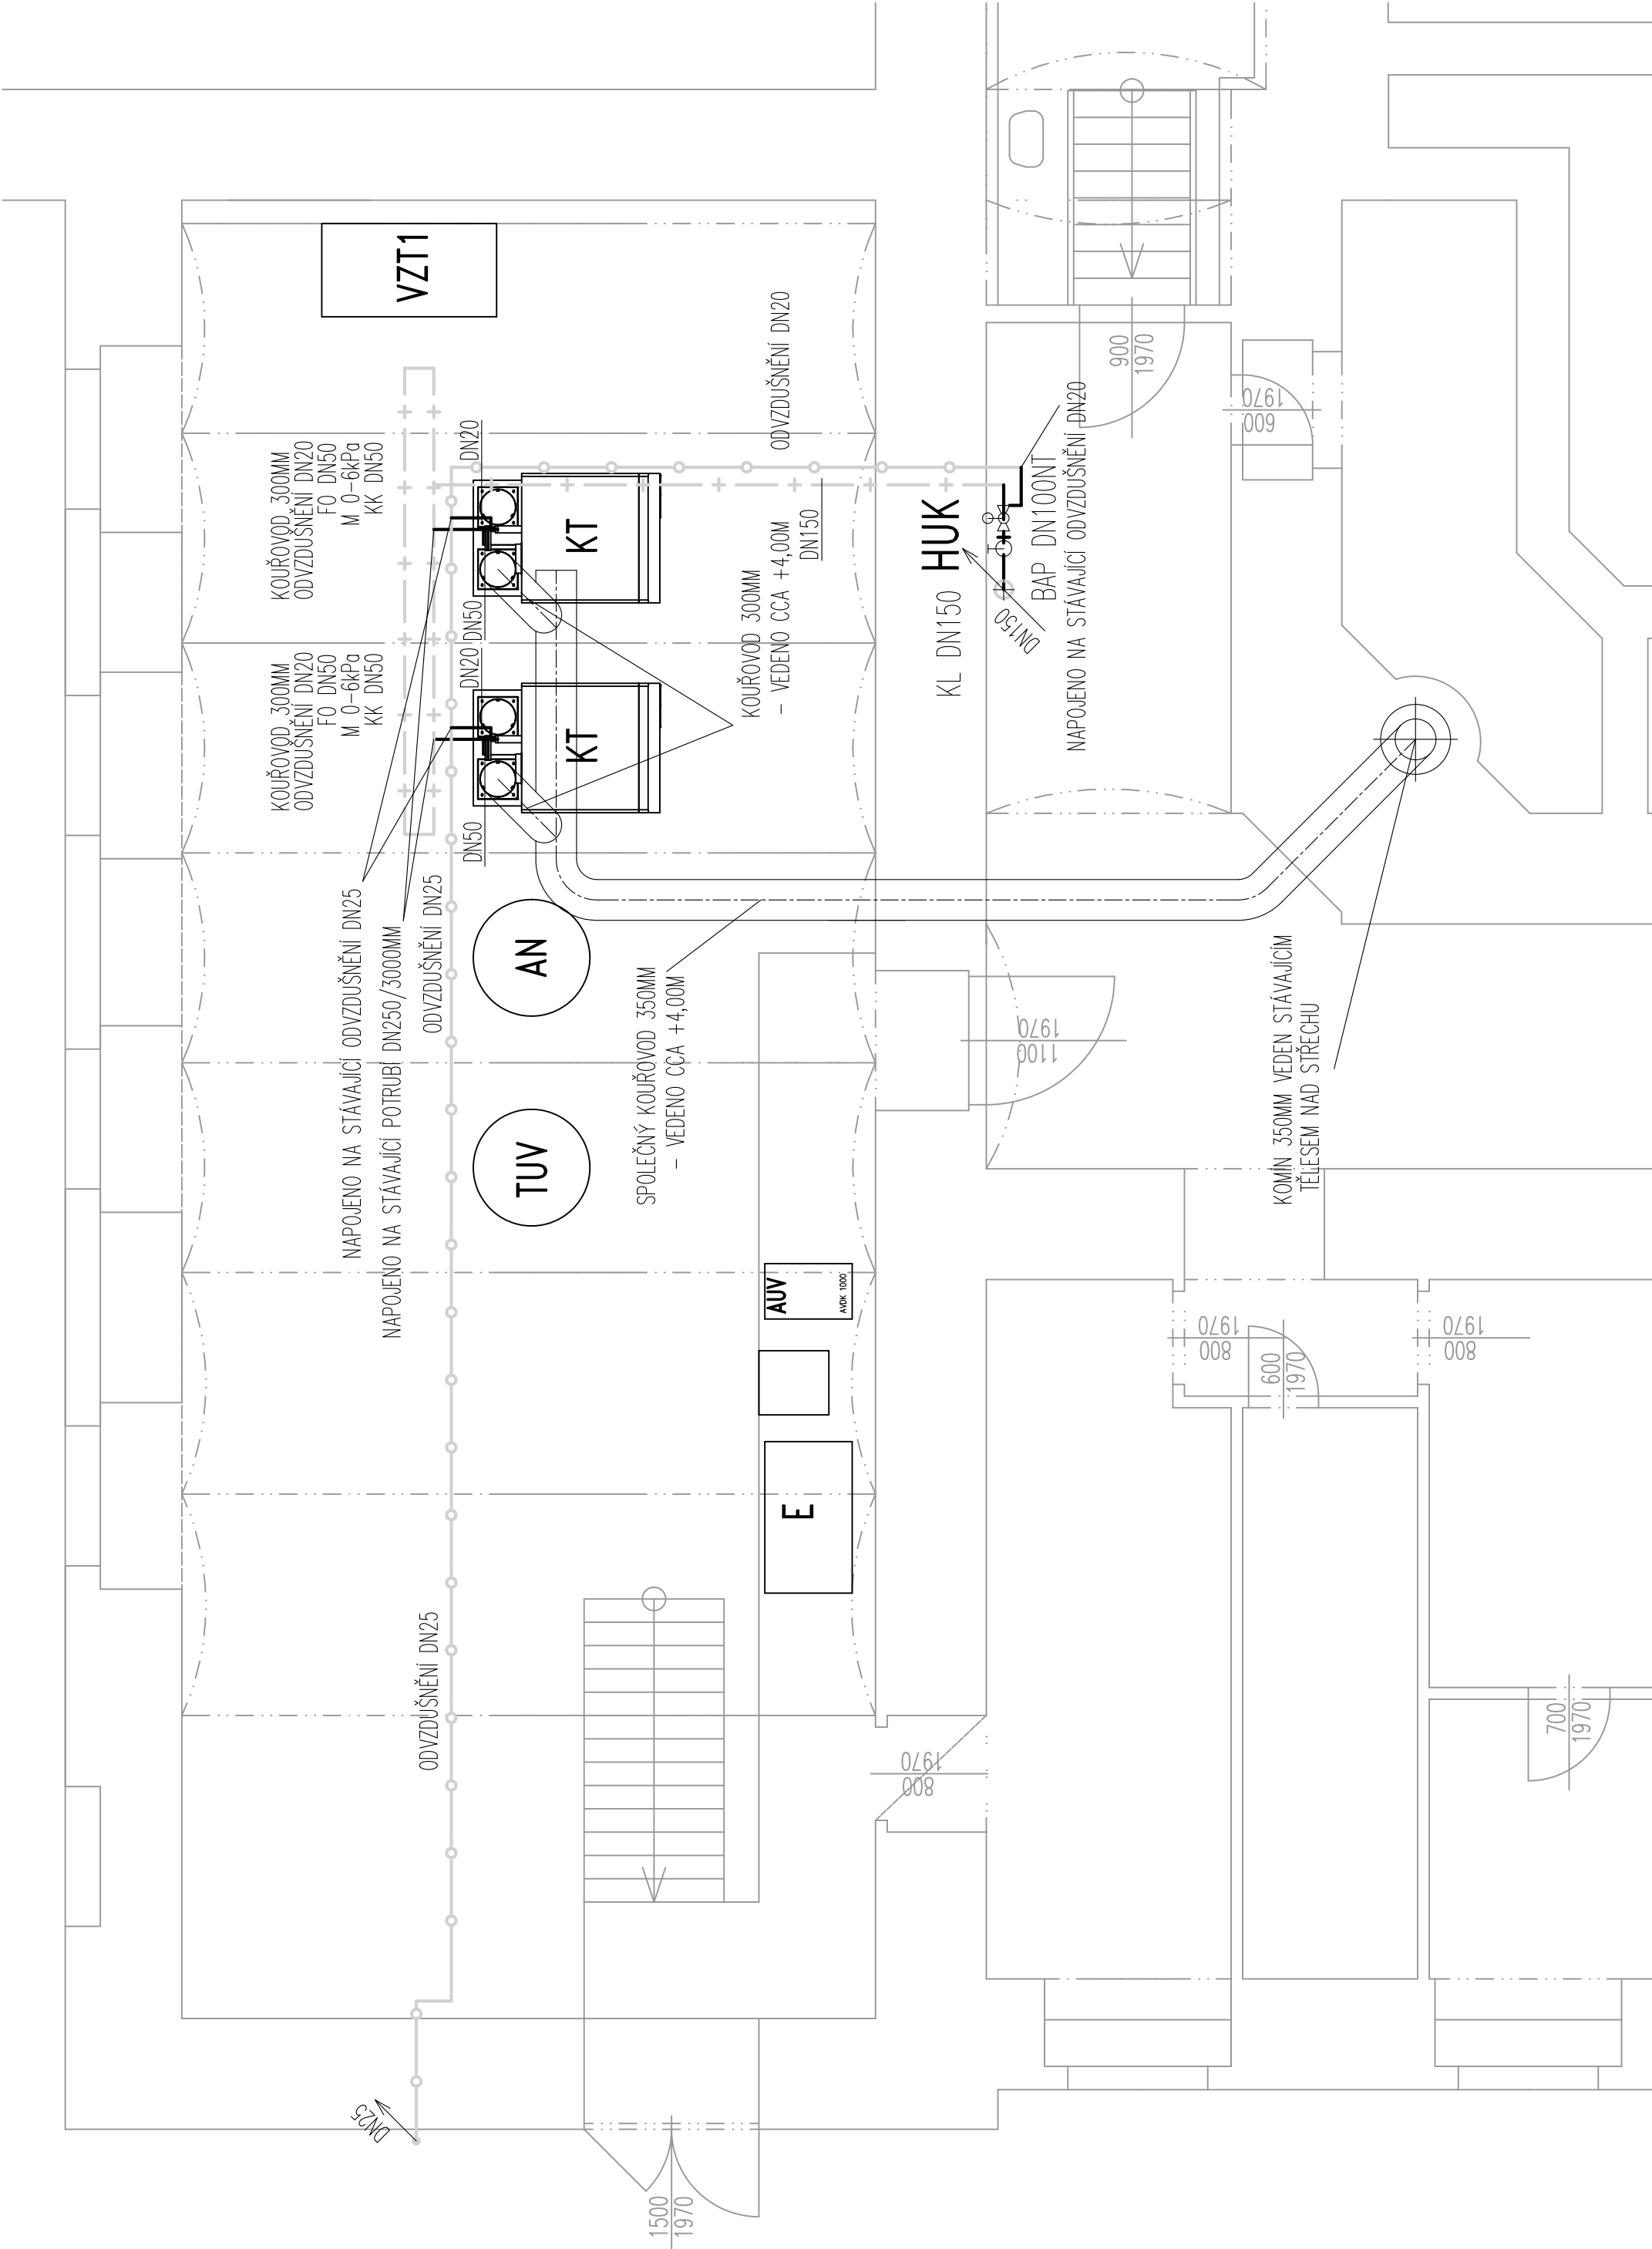 VZT1
KOUŘOVOD 300MM
ODVZDUŠNĚNÍ DN20
FO DN50
M 0-6kPa
KK DN50
DN20
KT
DN50
ODVZDUŠNĚNÍ DN20
DN150
KOUŘOVOD 300MM
ODVZDUŠNĚNÍ DN20
FO DN50
M 0-6kPa
KK DN50
DN20
KT
DN50
KOUŘOVOD 300MM
- VEDENO CCA +4,00M
KL DN150
HUK
DN150
BAP DN100NT
NAPOJENO NA STÁVAJÍCÍ ODVZDUŠNĚNÍ DN20
900
1970
600
1970
NAPOJENO NA STÁVAJÍCÍ ODVZDUŠNĚNÍ DN25
NAPOJENO NA STÁVAJÍCÍ POTRUBÍ DN250/3000MM
ODVZDUŠNĚNÍ DN25
AN
TUV
SPOLEČNÝ KOUŘOVOD 350MM
- VEDENO CCA +4,00M
1100
1970
KOMÍN 350MM VEDEN STÁVAJÍCÍM
TĚLESEM NAD STŘECHU
AUV
AVDK 1000
E
800
1970
600
1970
800
1970
ODVZDUŠNĚNÍ DN25
800
1970
700
1970
DN25
1500
1970